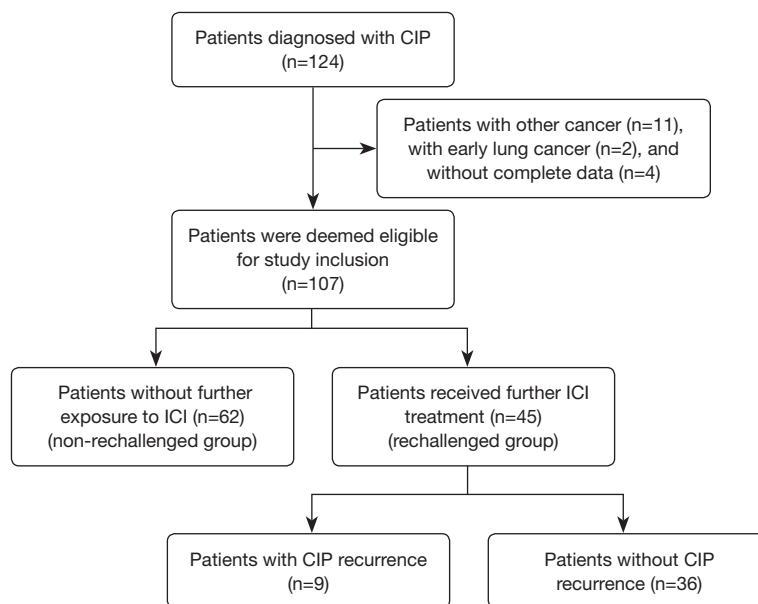 Patients diagnosed with CIP
(n=124)
Patients with other cancer (n=11),
with early lung cancer (n=2), and
without complete data (n=4)
Patients were deemed eligible
for study inclusion
(n=107)
Patients without further
exposure to ICI (n=62)
(non-rechallenged group)
Patients received further ICI
treatment (n=45)
(rechallenged group)
Patients with CIP recurrence
(n=9)
Patients without CIP
recurrence (n=36)